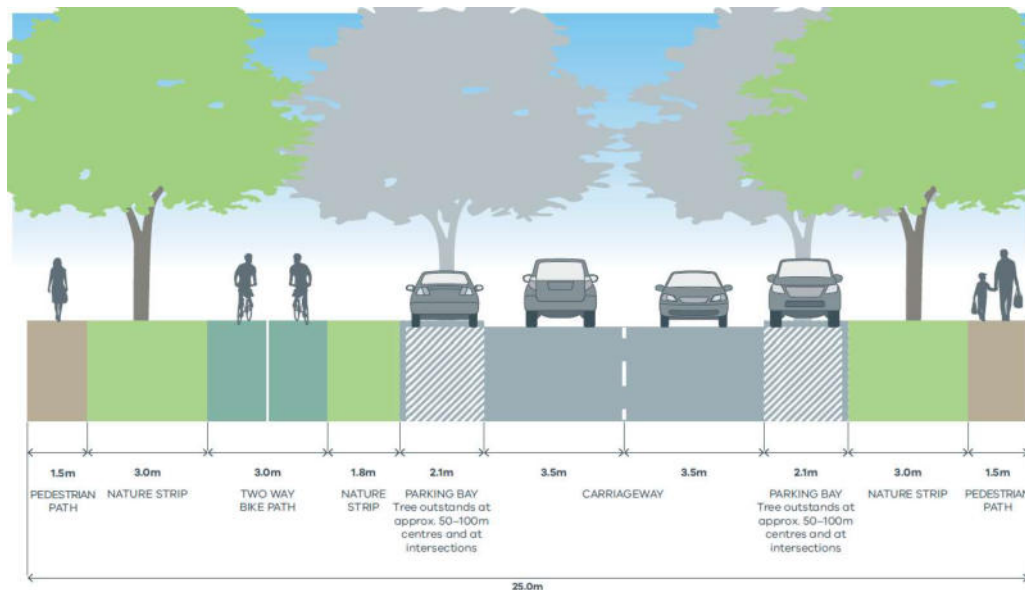 1.5m
PEDESTRIAN
PATH
3.0m
NATURE STRIP
3.0m
TWO WAY
BIKE PATH
1.8m
NATURE
STRIP
2.1m
PARKING BAY
Tree outstands at
approx. 50–100m
centres and at
intersections
3.5m
3.5m
CARRIAGEWAY
2.1m
PARKING BAY
Tree outstands at
approx. 50–100m
centres and at
intersections
3.0m
NATURE STRIP
1.5m
PEDESTRIAN
PATH
25.0m